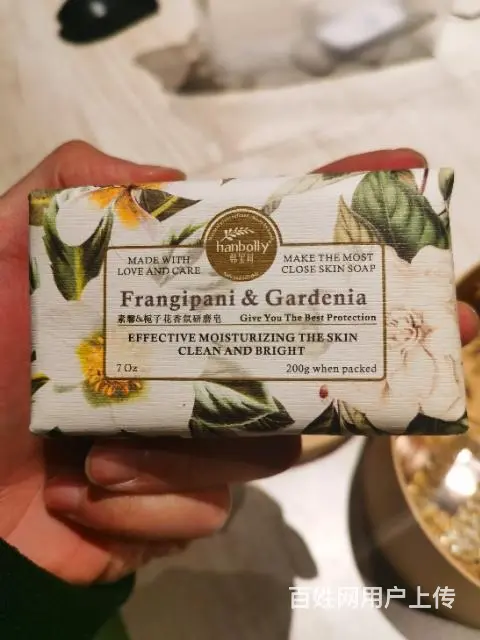 hanbolly
MADE WITH
LOVE AND CARE
MAKE THE MOST
CLOSE SKIN SOAP
Frangipani & Gardenia
素馨&栀子花香氛研磨皂 Give You The Best Protection
EFFECTIVE MOISTURIZING THE SKIN
CLEAN AND BRIGHT
7 Oz 200g when packed
百姓网用户上传